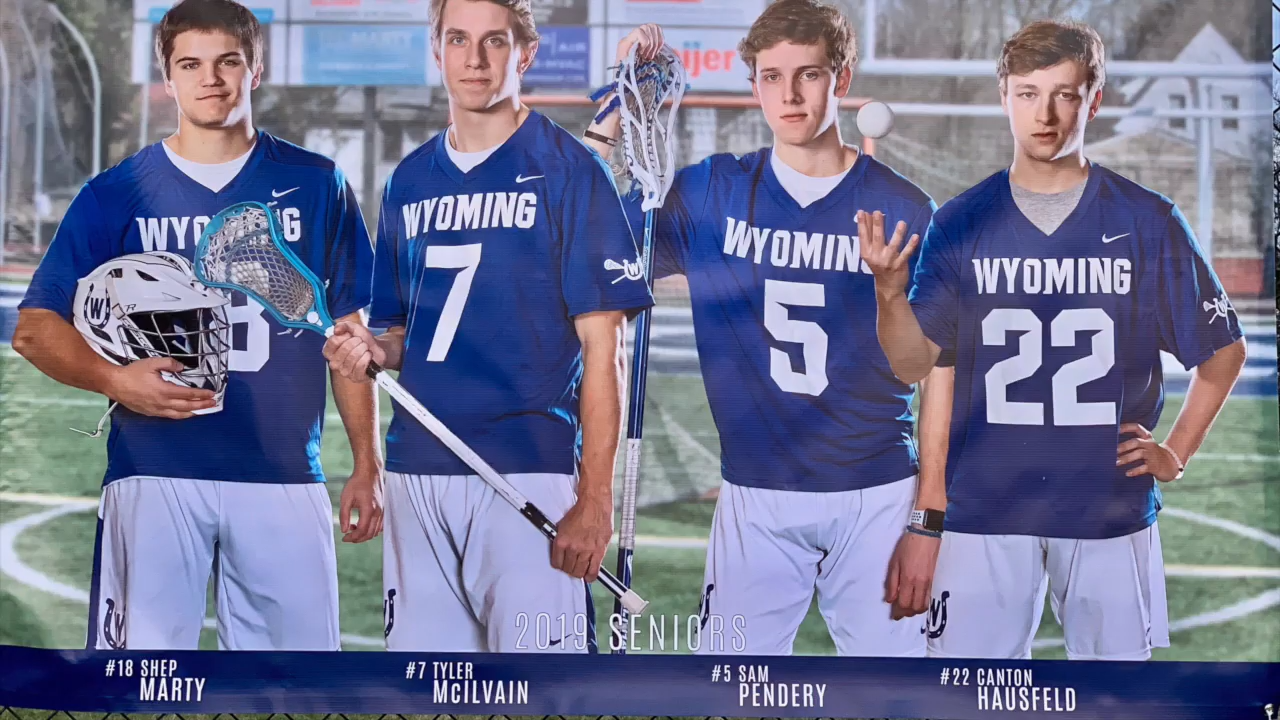 meijer
WYOMING
WYOMING
WYOMING
WYOMING
7
5
22
W
W
2019 SENIORS
#18 SHEP
MARTY
#7 TYLER
McILVAIN
#5 SAM
PENDERY
#22 CANTON
HAUSFELD